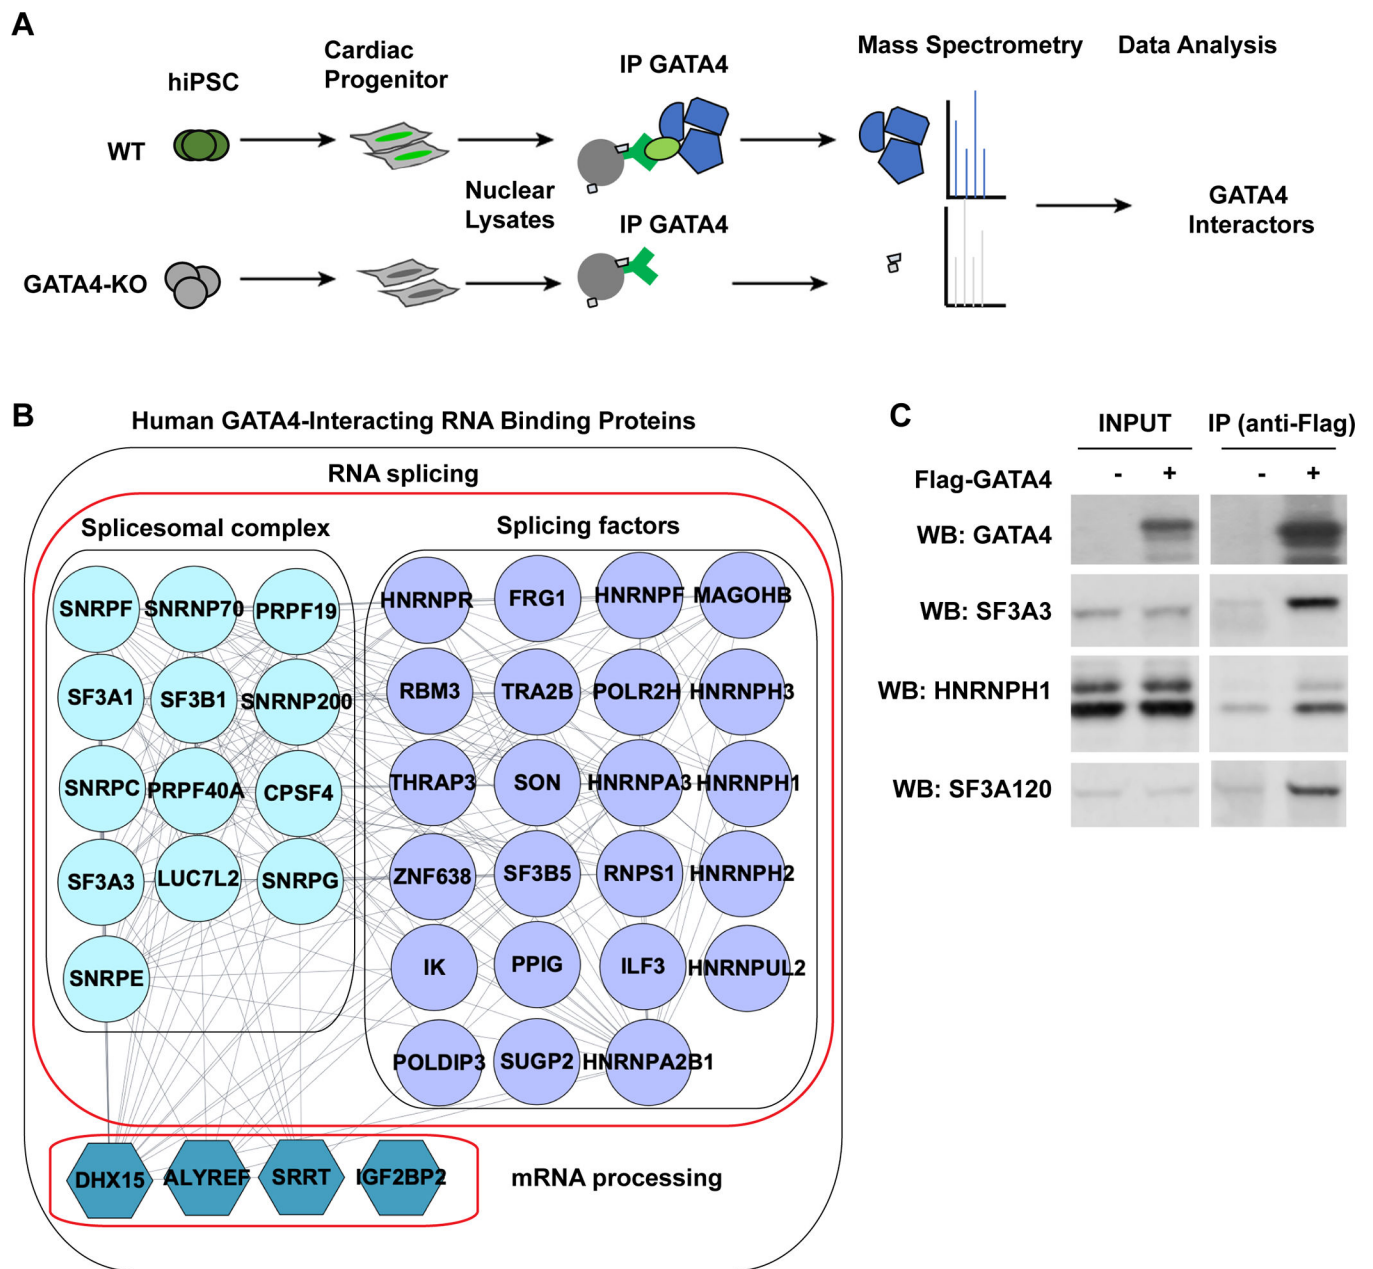 A
hiPSC
Cardiac
Progenitor
IP GATA4
Mass Spectrometry
Data Analysis
WT
Nuclear
Lysates
IP GATA4
GATA4
Interactors
GATA4-KO
B
Human GATA4-Interacting RNA Binding Proteins
RNA splicing
Splicesomal complex
Splicing factors
SNRPF SNRNP70 PRPF19
SF3A1 SF3B1 SNRNP200
SNRPC PRPF40A CPSF4
SF3A3 LUC7L2 SNRPG
SNRPE
HNRNPR FRG1 HNRNPF MAGOHB
RBM3 TRA2B POLR2H HNRNPH3
THRAP3 SON HNRNPA3 HNRNPH1
ZNF638 SF3B5 RNPS1 HNRNPH2
IK PPIG ILF3 HNRNPUL2
POLDIP3 SUGP2 HNRNPA2B1
DHX15 ALYREF SRRT IGF2BP2
mRNA processing
C
INPUT IP (anti-Flag)
Flag-GATA4 - + - +
WB: GATA4
WB: SF3A3
WB: HNRNPH1
WB: SF3A120